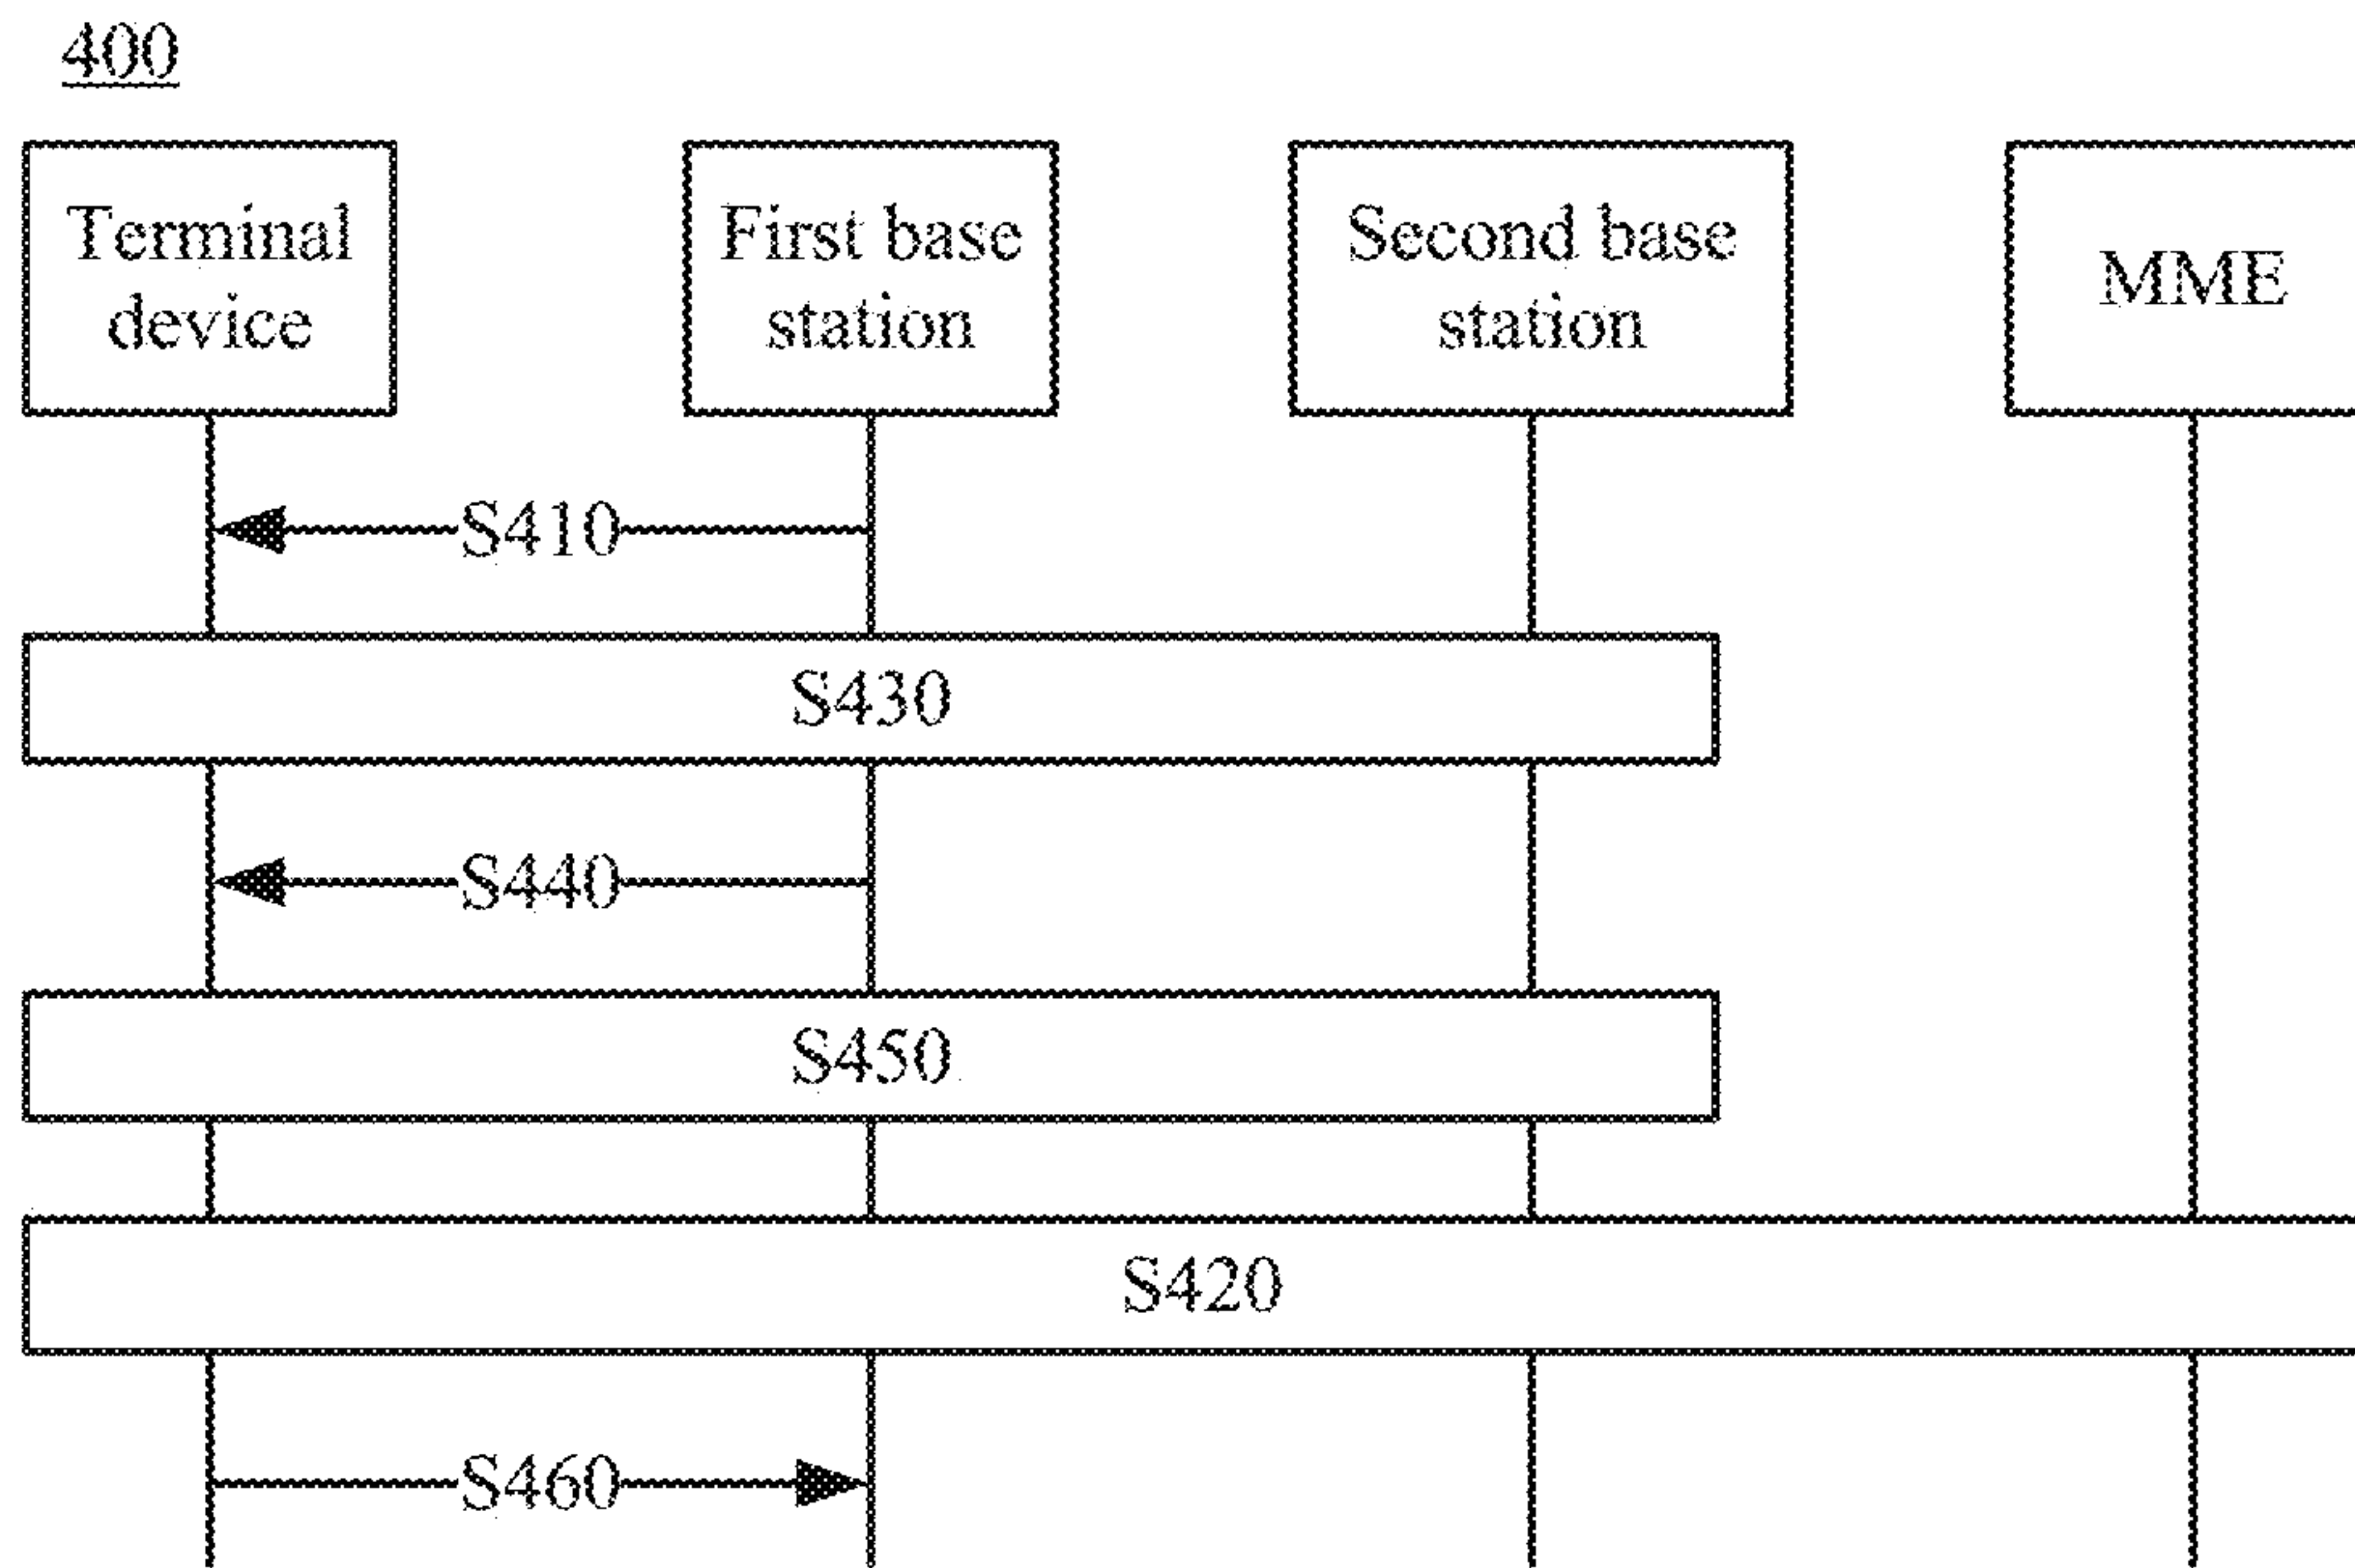 400
Terminal
device
First base
station
Second base
station
MME
S410
S430
S440
S450
S420
S460